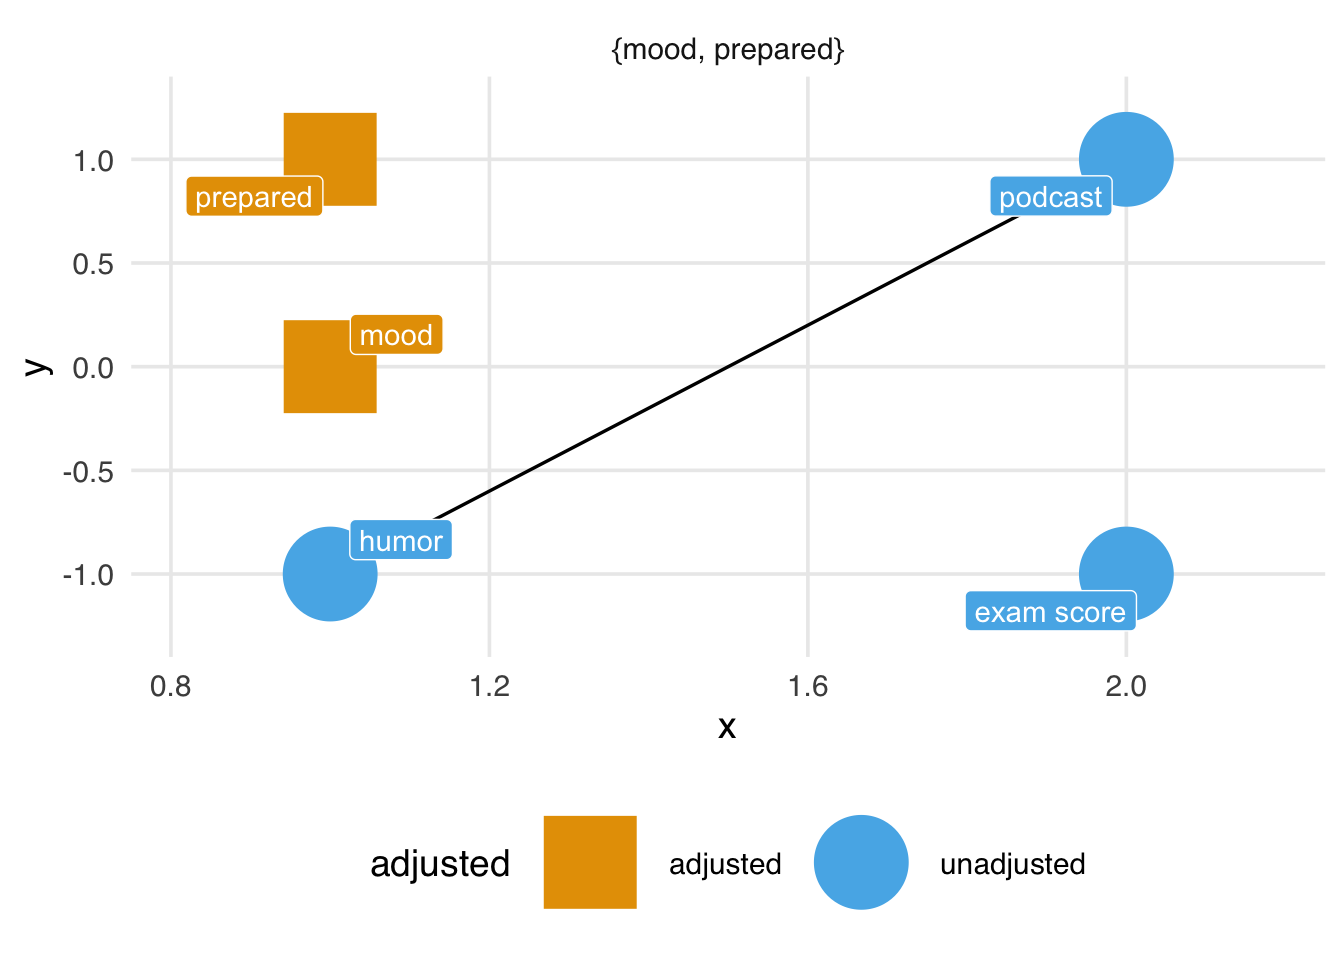 {mood, prepared}
1.0
prepared
podcast
0.5
mood
y
0.0
-0.5
humor
-1.0
exam score
0.8
1.2
1.6
2.0
x
adjusted
adjusted
unadjusted